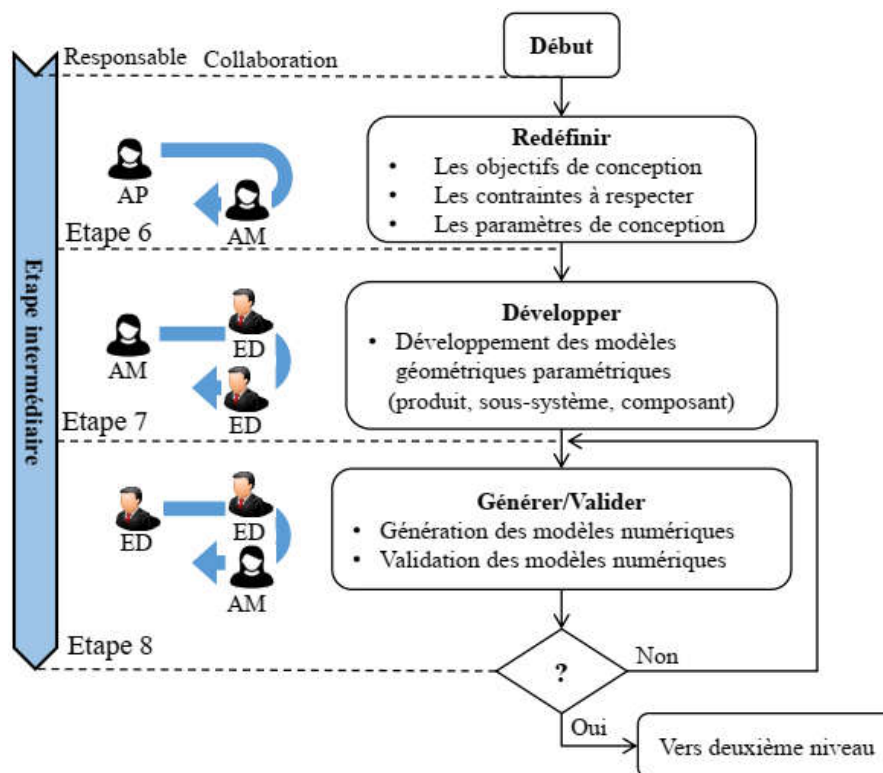 Début
Responsable Collaboration
Redéfinir
• Les objectifs de conception
• Les contraintes à respecter
• Les paramètres de conception
AP
AM
Etape 6
Etape intermédiaire
Développer
• Développement des modèles
géométriques paramétriques
(produit, sous-système, composant)
ED
AM
ED
Etape 7
Générer/Valider
• Génération des modèles numériques
• Validation des modèles numériques
ED
ED
AM
Etape 8
?
Non
Oui
Vers deuxième niveau